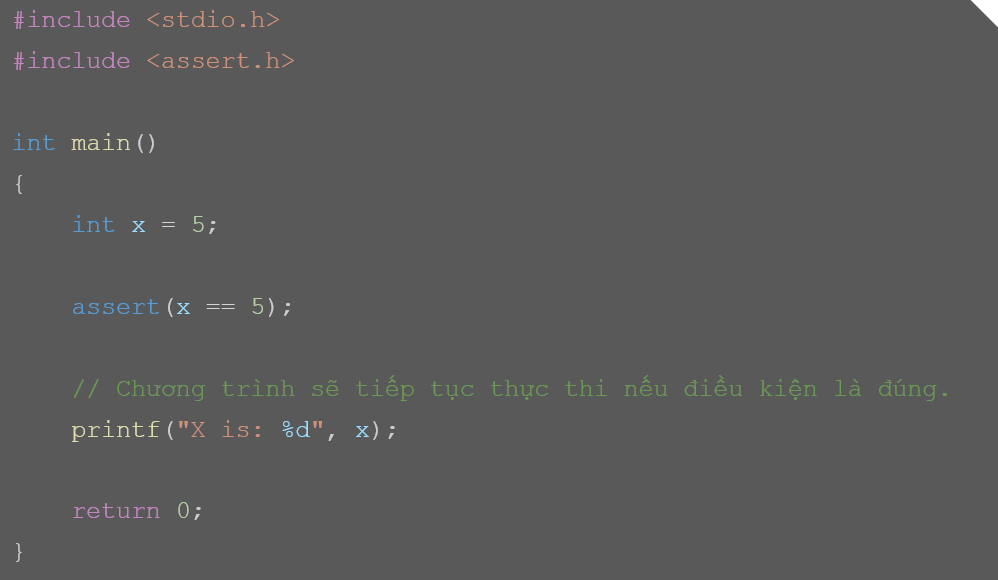 #include <stdio.h>
#include <assert.h>
int main()
{
    int x = 5;
    assert(x == 5);
    // Chương trình sẽ tiếp tục thực thi nếu điều kiện là đúng.
    printf("X is: %d", x);
    return 0;
}